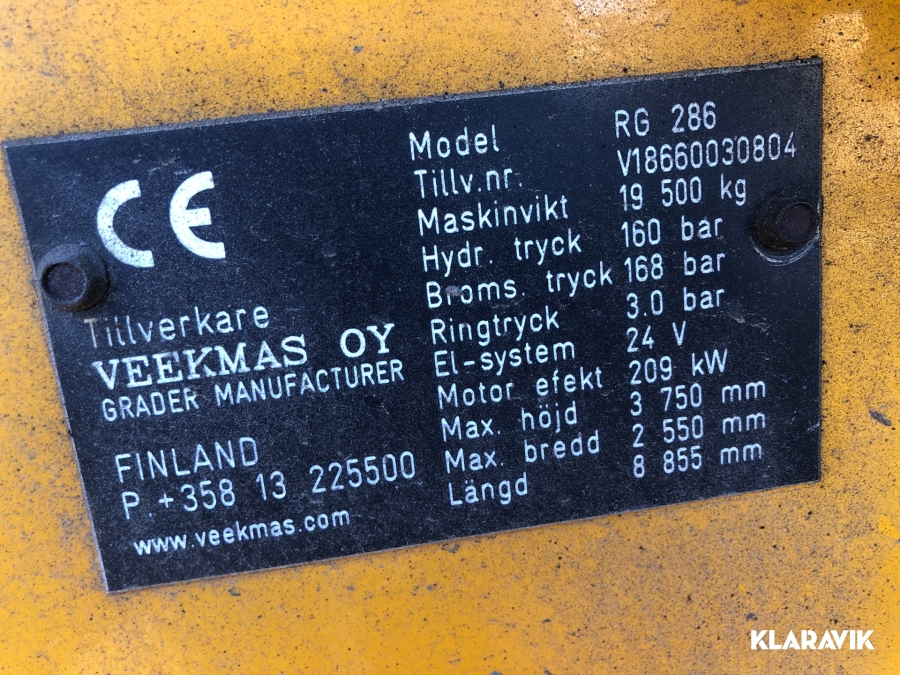 CE
Tillverkare
VEEKMAS OY
GRADER MANUFACTURER
FINLAND
P.+358 13 225500
www.veekmas.com
Model RG 286
Tillv.nr. V18660030804
Maskinvikt 19 500 kg
Hydr. tryck 160 bar
Broms. tryck 168 bar
Ringtryck 3.0 bar
El-system 24 V
Motor efekt 209 kW
Max. höjd 3 750 mm
Max. bredd 2 550 mm
Längd 8 855 mm
KLARAVIK